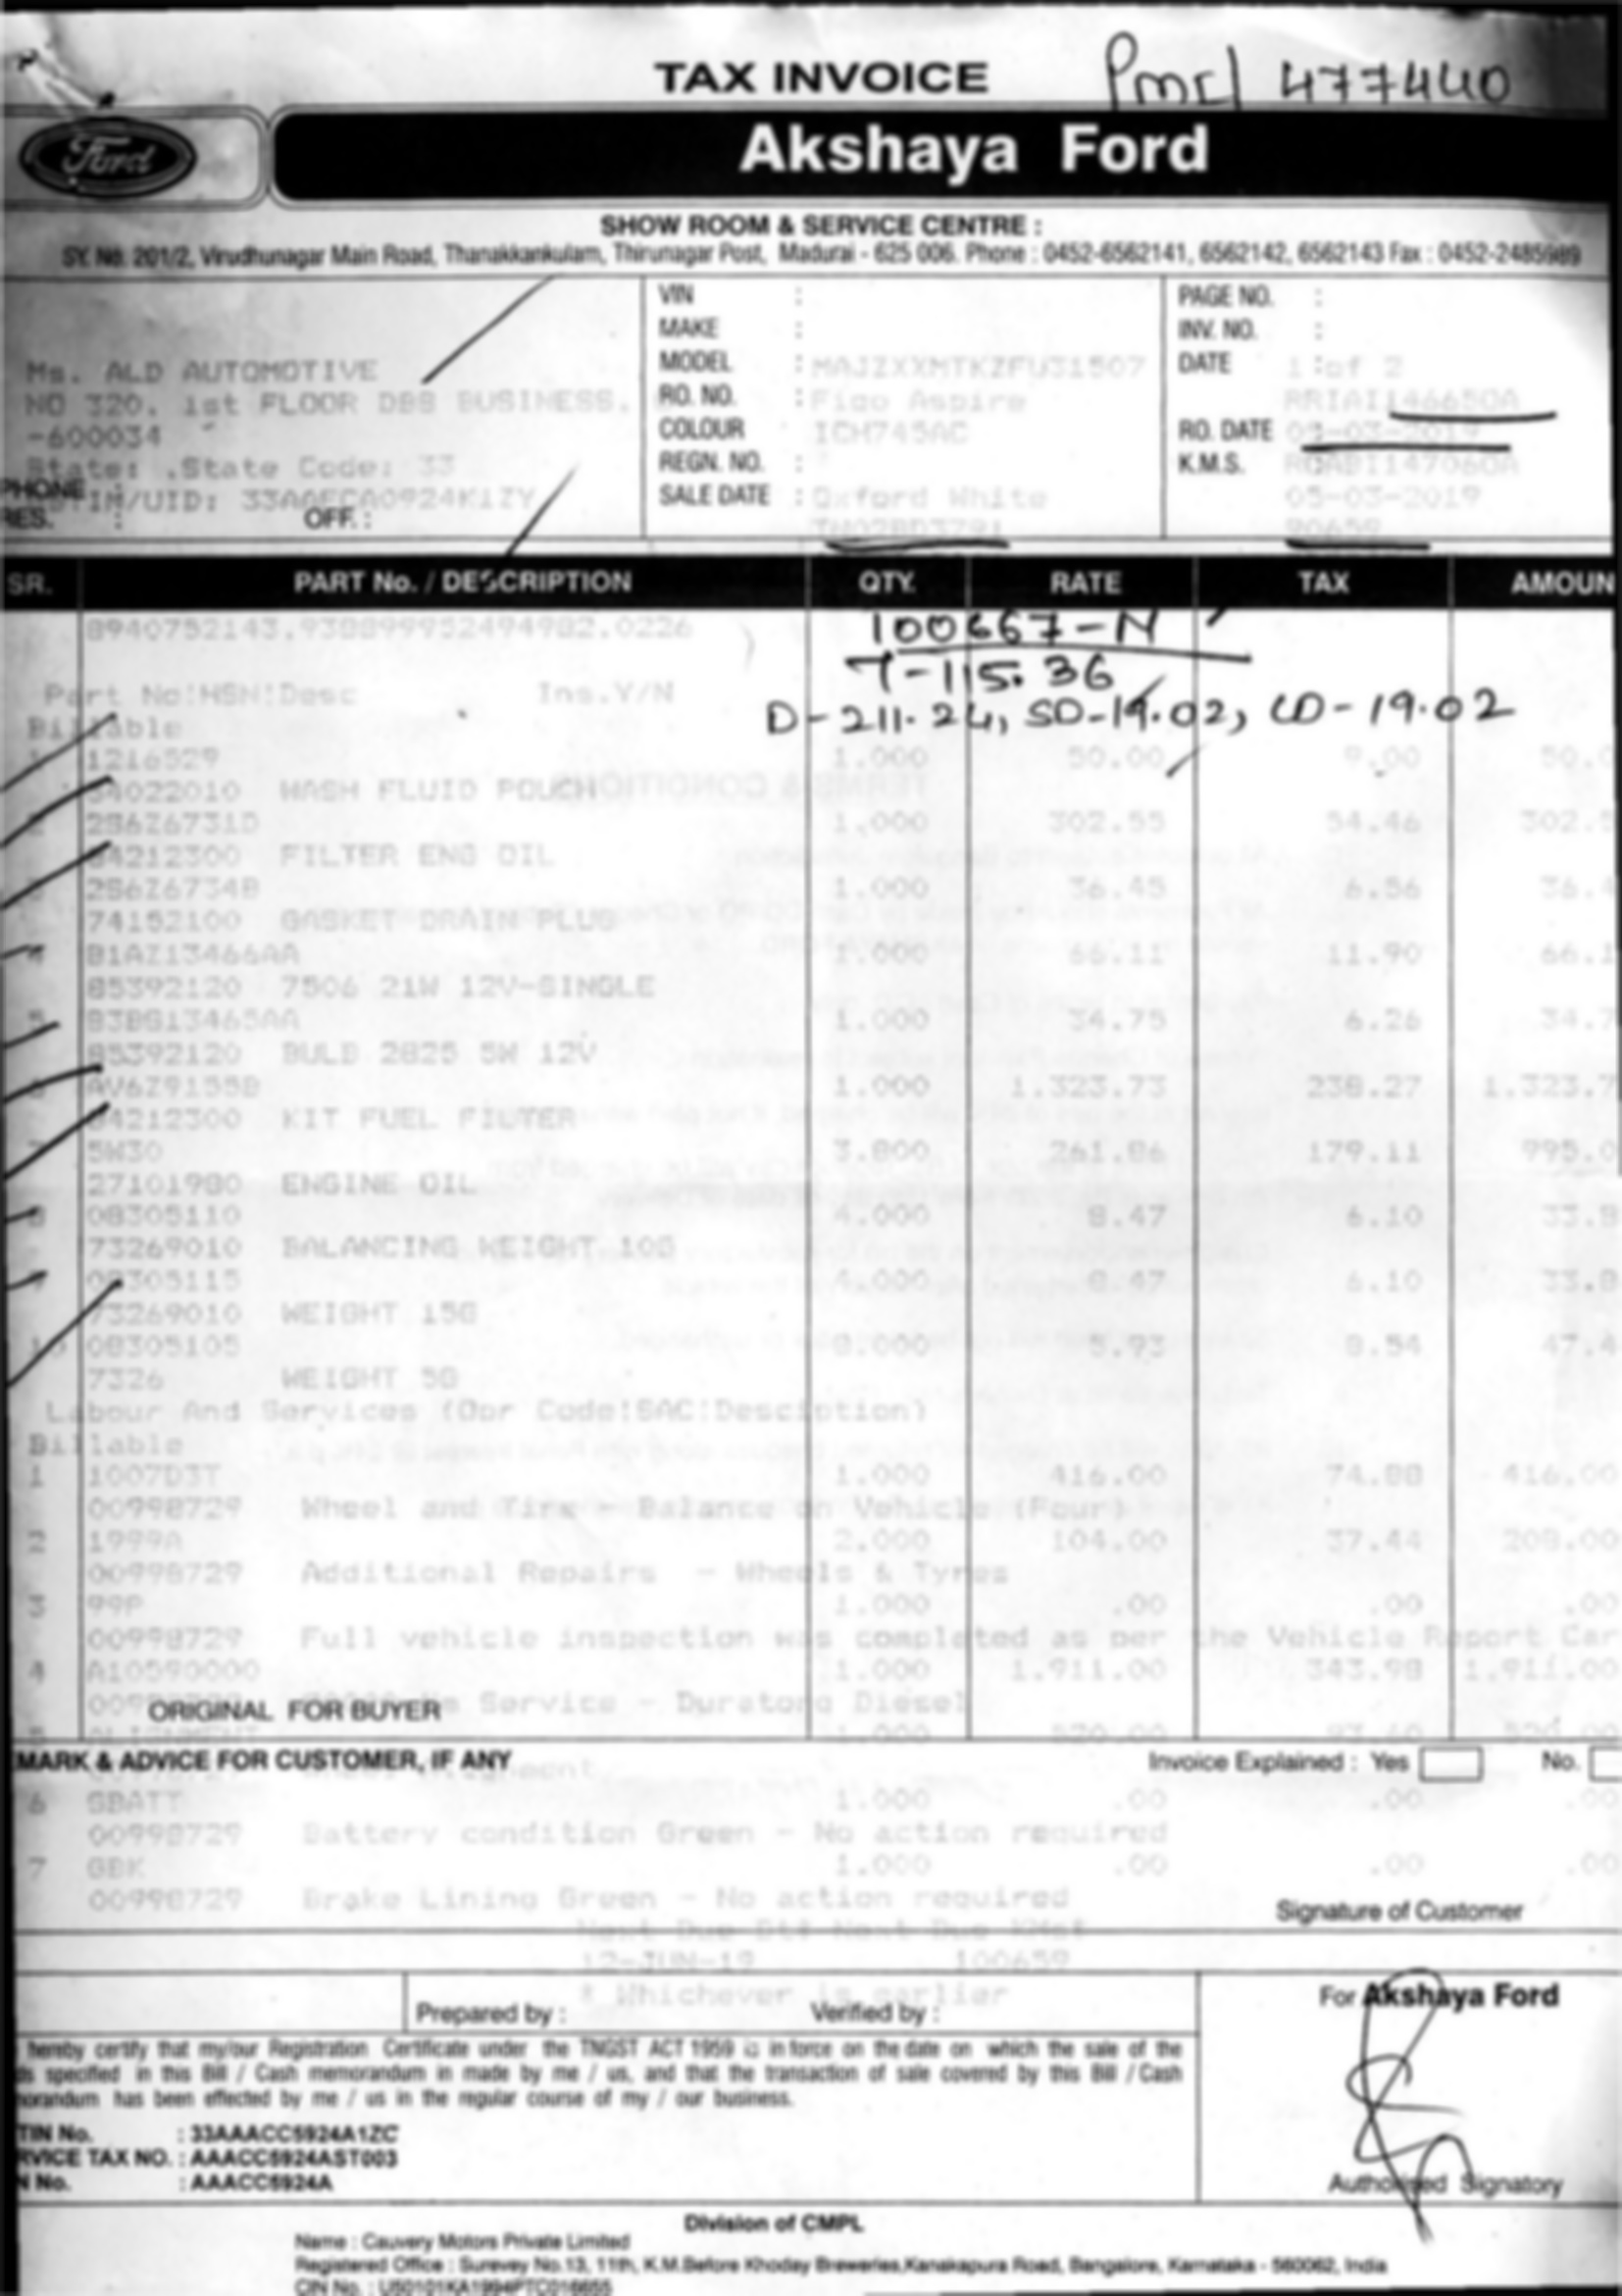 TAX INVOICE
Pmc/ 477440
Ford
Akshaya Ford
SHOW ROOM & SERVICE CENTRE :
SY. No. 201/2, Virudhunagar Main Road, Thanakkankulam, Thirunagar Post, Madurai - 625 006. Phone : 0452-6562141, 6562142, 6562143 Fax : 0452-2485989
VIN :
PAGE NO. :
MAKE :
INV. NO. :
Ms. ALD AUTOMOTIVE
MODEL : MAJZXXMTKZFU31507
DATE : 1 of 2
NO 320, 1st FLOOR DBS BUSINESS,
RO. NO. : Figo Aspire
RRIAI146650A
-600034
COLOUR ICH745AC
RO. DATE 05-03-2019
State: .State Code: 33
REGN. NO. :
K.M.S. ROABI147060A
PHONE :
/UID: 33AAECA0924K1ZY
SALE DATE : Oxford White
05-03-2019
RES. : OFF. :
90659
SR. PART No. / DESCRIPTION QTY. RATE TAX AMOUN
8940752143.938899952494982.0226
100667-N
T-115.36
Part No!HSN!Desc Ins.Y/N
D-211.24, SD-19.02, LD-19.02
Billable
1 1216529 1.000 50.00 9.00 50.0
34022010 WASH FLUID POUCH
2 2S6Z6731D 1.000 302.55 54.46 302.5
84212300 FILTER ENG OIL
3 2S6Z6734B 1.000 36.45 6.56 36.4
74152100 GASKET DRAIN PLUG
4 B1AZ13466AA 1.000 66.11 11.90 66.1
85392120 7506 21W 12V-SINGLE
5 83BG13465AA 1.000 34.75 6.26 34.7
85392120 BULB 2825 5W 12V
6 AV6Z9155B 1.000 1.323.73 238.27 1.323.7
84212300 KIT FUEL FILTER
7 5W30 3.800 261.86 179.11 995.0
27101980 ENGINE OIL
8 08305110 4.000 8.47 6.10 33.8
73269010 BALANCING WEIGHT 10G
9 08305115 4.000 8.47 6.10 33.8
73269010 WEIGHT 15G
10 08305105 8.000 5.93 8.54 47.4
7326 WEIGHT 5G
Labour And Services (Opr Code!SAC!Desciption)
Billable
1 1007D3T 1.000 416.00 74.88 416.00
00998729 Wheel and Tire - Balance on Vehicle (Four)
2 1999A 2.000 104.00 37.44 208.00
00998729 Additional Repairs - Wheels & Tyres
3 99P 1.000 .00 .00 .00
00998729 Full vehicle inspection was completed as per the Vehicle Report Car
4 A10590000 1.000 1.911.00 343.98 1.911.00
Service - Duratorq Diesel
ORIGINAL FOR BUYER
5 ALIGNMENT 1.000 520.00 93.60 520.00
MARK & ADVICE FOR CUSTOMER, IF ANY
Invoice Explained : Yes No.
6 GBATT 1.000 .00 .00 .00
00998729 Battery condition Green - No action required
7 GBK 1.000 .00 .00 .00
00998729 Brake Lining Green - No action required
Signature of Customer
Next Due Dt# Next Due KMs#
12-JUN-19 100659
# Whichever is earlier
For Akshaya Ford
Prepared by : Verified by :
hereby certify that my/our Registration Certificate under the TNGST ACT 1959 is in force on the date on which the sale of the
ds specified in this Bill / Cash memorandum in made by me / us, and that the transaction of sale covered by this Bill / Cash
orandum has been effected by me / us in the regular course of my / our business.
TIN No. : 33AAACC5924A1ZC
RVICE TAX NO. : AAACC5924AST003
N No. : AAACC5924A
Authorised Signatory
Division of CMPL
Name : Cauvery Motors Private Limited
Registered Office : Surevey No.13, 11th, K.M.Before Khoday Breweries,Kanakapura Road, Bangalore, Karnataka - 560062, India
CIN No. : U50101KA1994PTC016655